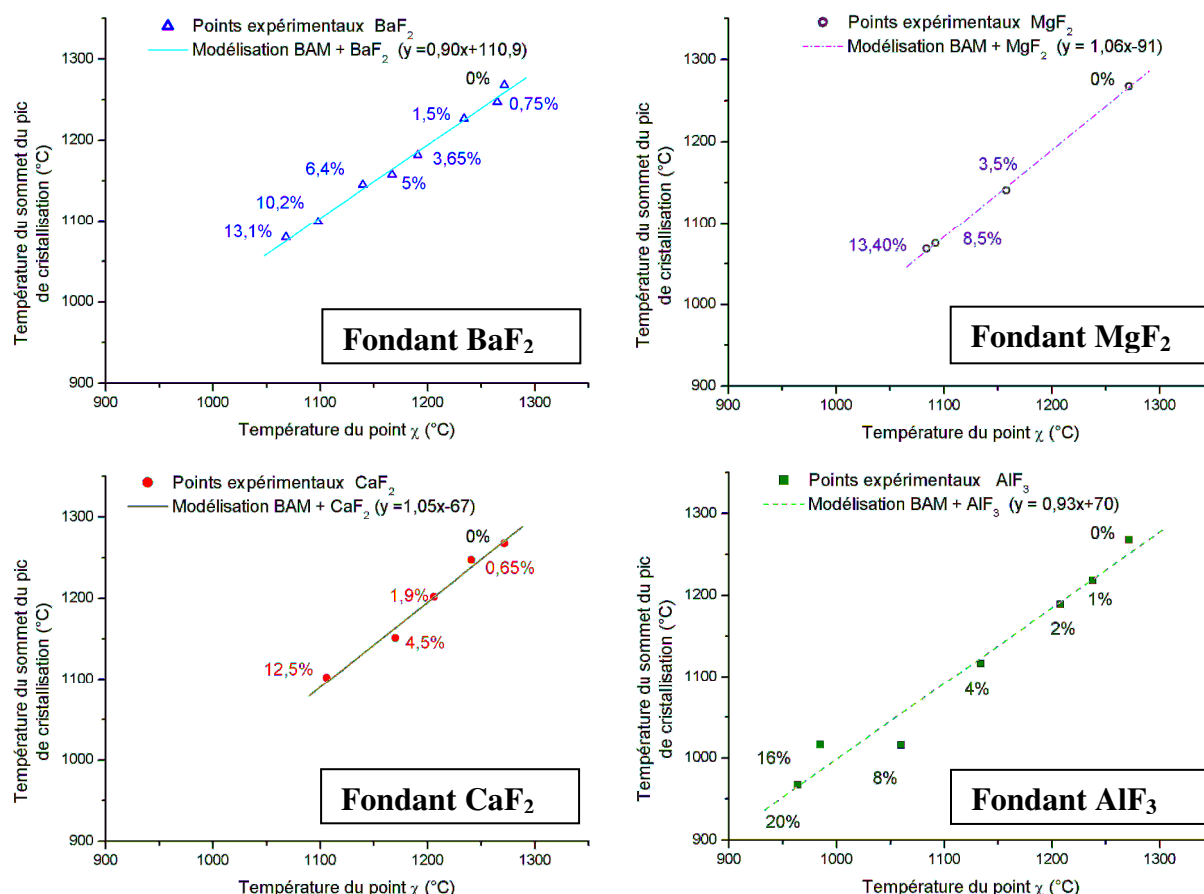 Points expérimentaux BaF₂
Modélisation BAM + BaF₂ (y =0,90x+110,9)
Température du sommet du pic
de cristallisation (°C)
1300
1200
1100
1000
900
0%
0,75%
1,5%
3,65%
5%
6,4%
10,2%
13,1%
Fondant BaF₂
900
1000
1100
1200
1300
Température du point χ (°C)
Points expérimentaux MgF₂
Modélisation BAM + MgF₂ (y = 1,06x-91)
Température du sommet du pic
de cristallisation (°C)
1300
1200
1100
1000
900
0%
3,5%
8,5%
13,40%
Fondant MgF₂
900
1000
1100
1200
1300
Température du point χ (°C)
Points expérimentaux CaF₂
Modélisation BAM + CaF₂ (y =1,05x-67)
Température du sommet du pic
de cristallisation (°C)
1300
1200
1100
1000
900
0%
0,65%
1,9%
4,5%
12,5%
Fondant CaF₂
900
1000
1100
1200
1300
Température du point χ (°C)
Points expérimentaux AlF₃
Modélisation BAM + AlF₃ (y = 0,93x+70)
Température du sommet du pic
de cristallisation (°C)
1300
1200
1100
1000
900
0%
1%
2%
4%
8%
16%
20%
Fondant AlF₃
900
1000
1100
1200
1300
Température du point χ (°C)